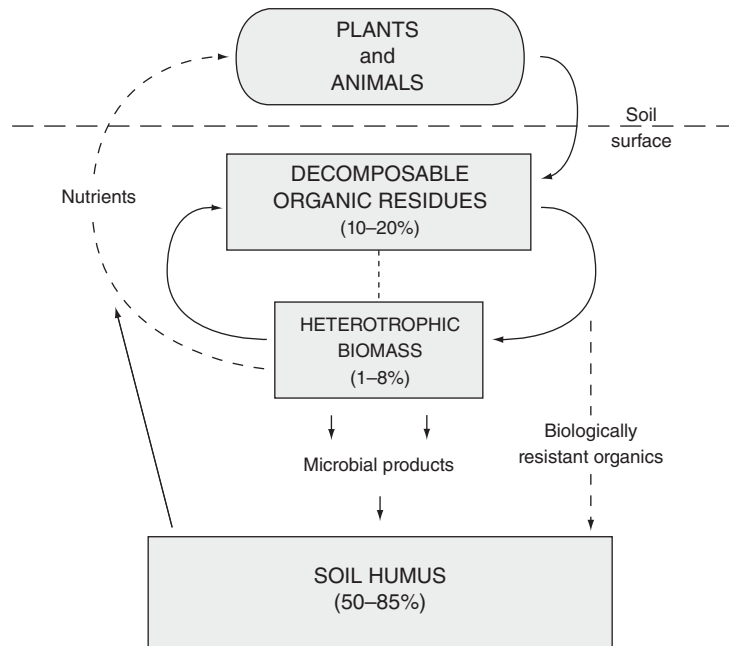 PLANTS
and
ANIMALS
Soil
surface
DECOMPOSABLE
ORGANIC RESIDUES
(10–20%)
Nutrients
HETEROTROPHIC
BIOMASS
(1–8%)
Biologically
resistant organics
Microbial products
SOIL HUMUS
(50–85%)